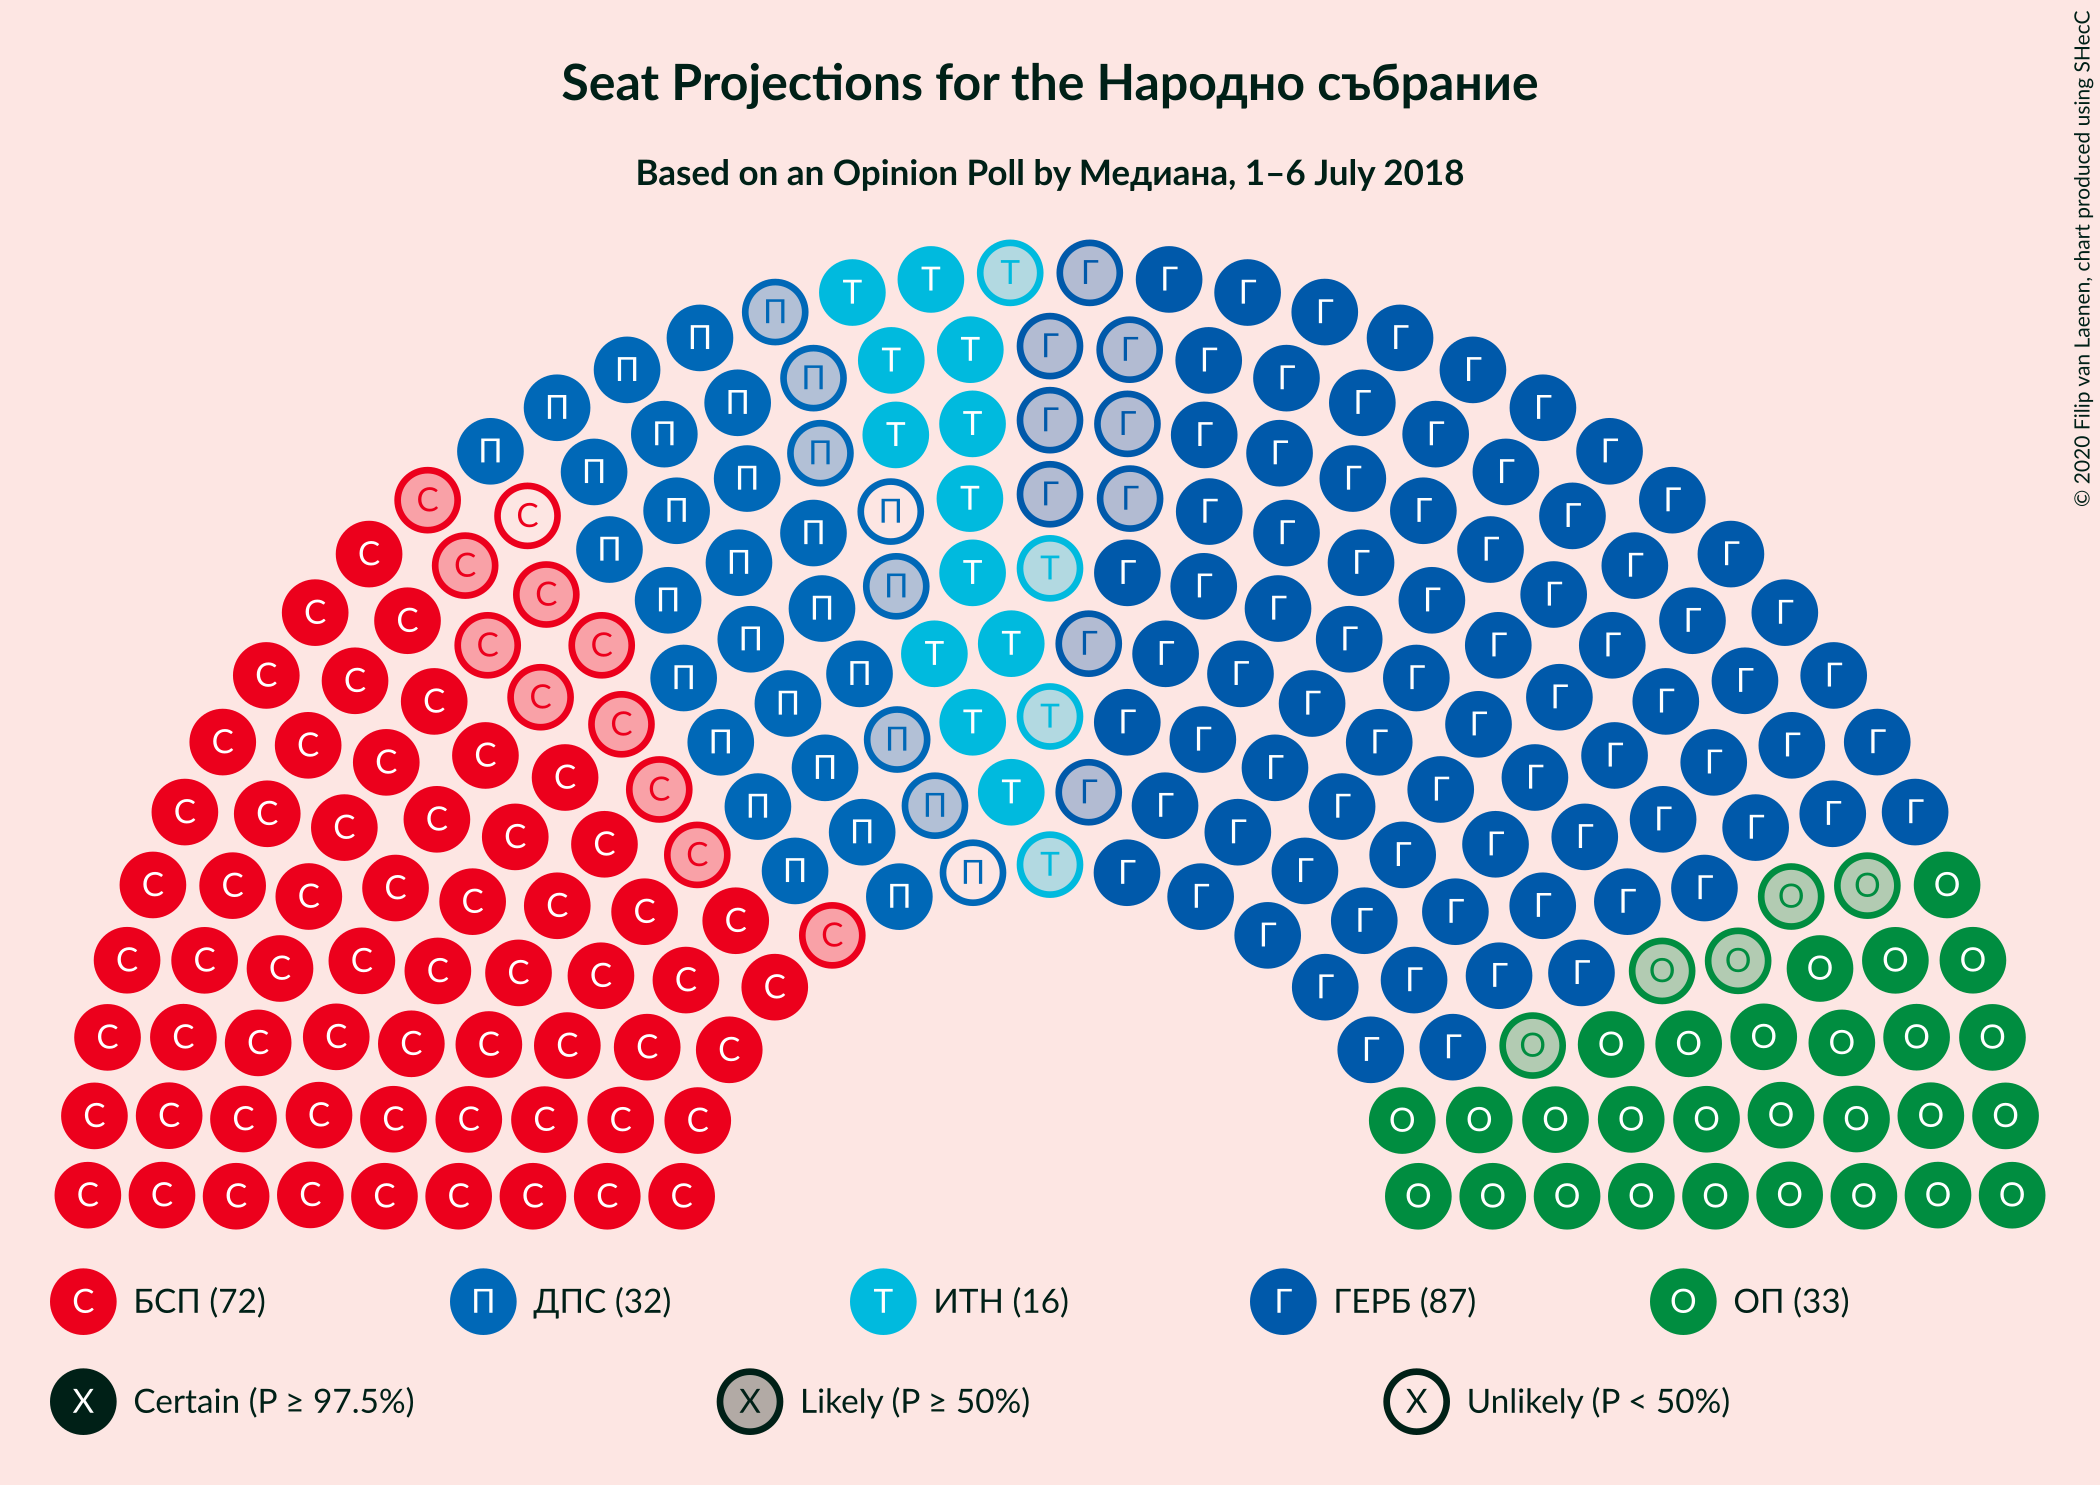 Seat Projections for the Народно събрание
Based on an Opinion Poll by Медиана, 1–6 July 2018
© 2020 Filip van Laenen, chart produced using SHecC
С БСП (72) П ДПС (32) Т ИТН (16) Г ГЕРБ (87) О ОП (33)
X Certain (P ≥ 97.5%) X Likely (P ≥ 50%) X Unlikely (P < 50%)